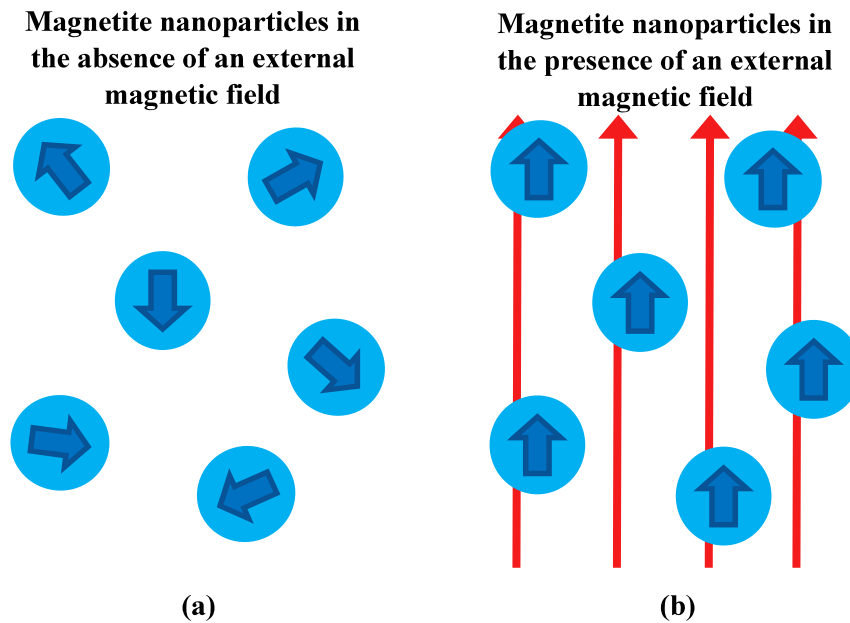 Magnetite nanoparticles in
the absence of an external
magnetic field
Magnetite nanoparticles in
the presence of an external
magnetic field
(a)
(b)